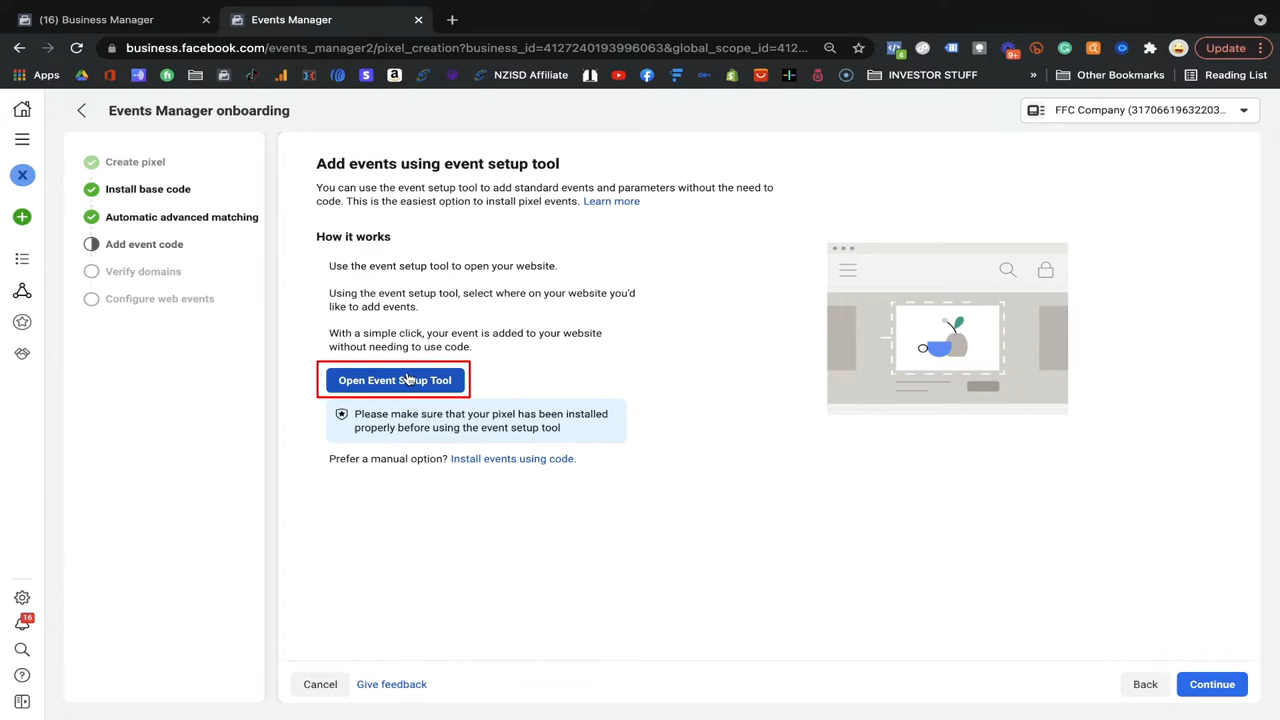 (16) Business Manager
Events Manager
business.facebook.com/events_manager2/pixel_creation?business_id=4127240193996063&global_scope_id=412...
4
9+
Update
Apps
NZISD Affiliate
INVESTOR STUFF
»
Other Bookmarks
Reading List
Events Manager onboarding
FFC Company (31706619632203...
X
Create pixel
Install base code
Automatic advanced matching
Add event code
Verify domains
Configure web events
Add events using event setup tool
You can use the event setup tool to add standard events and parameters without the need to
code. This is the easiest option to install pixel events. Learn more
How it works
Use the event setup tool to open your website.
Using the event setup tool, select where on your website you'd
like to add events.
With a simple click, your event is added to your website
without needing to use code.
Open Event Setup Tool
Please make sure that your pixel has been installed
properly before using the event setup tool
Prefer a manual option? Install events using code.
16
Cancel
Give feedback
Back
Continue